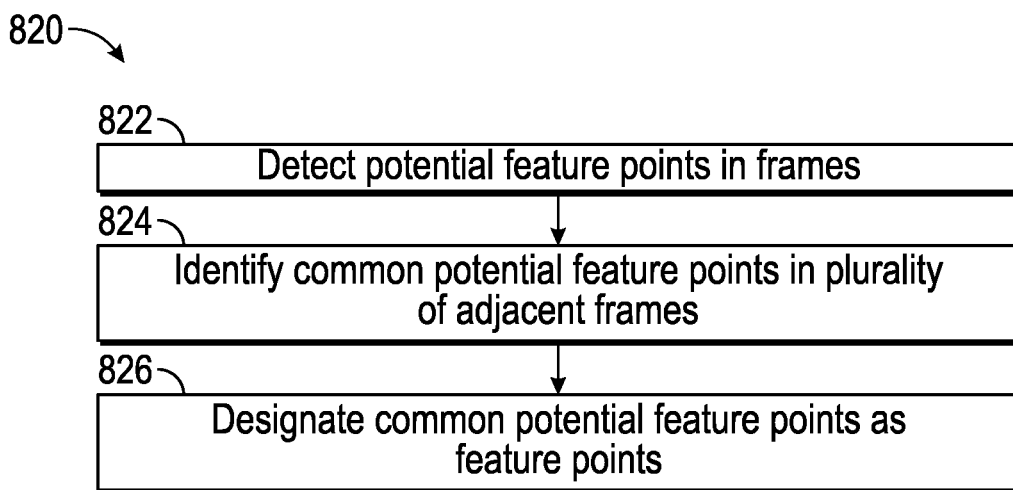 820
822
Detect potential feature points in frames
824
Identify common potential feature points in plurality
of adjacent frames
826
Designate common potential feature points as
feature points